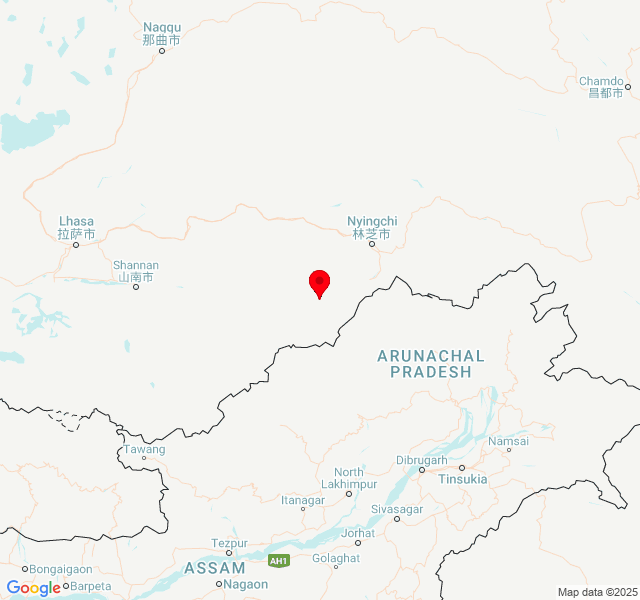 Naqqu
那曲市
Chamdo
昌都市
Lhasa
拉萨市
Nyingchi
林芝市
Shannan
山南市
ARUNACHAL
PRADESH
Tawang
Namsai
Dibrugarh
North
Lakhimpur
Tinsukia
Itanagar
Sivasagar
Jorhat
Tezpur
Golaghat
AH1
Bongaigaon
ASSAM
Barpeta
Nagaon
Google
Map data ©2025